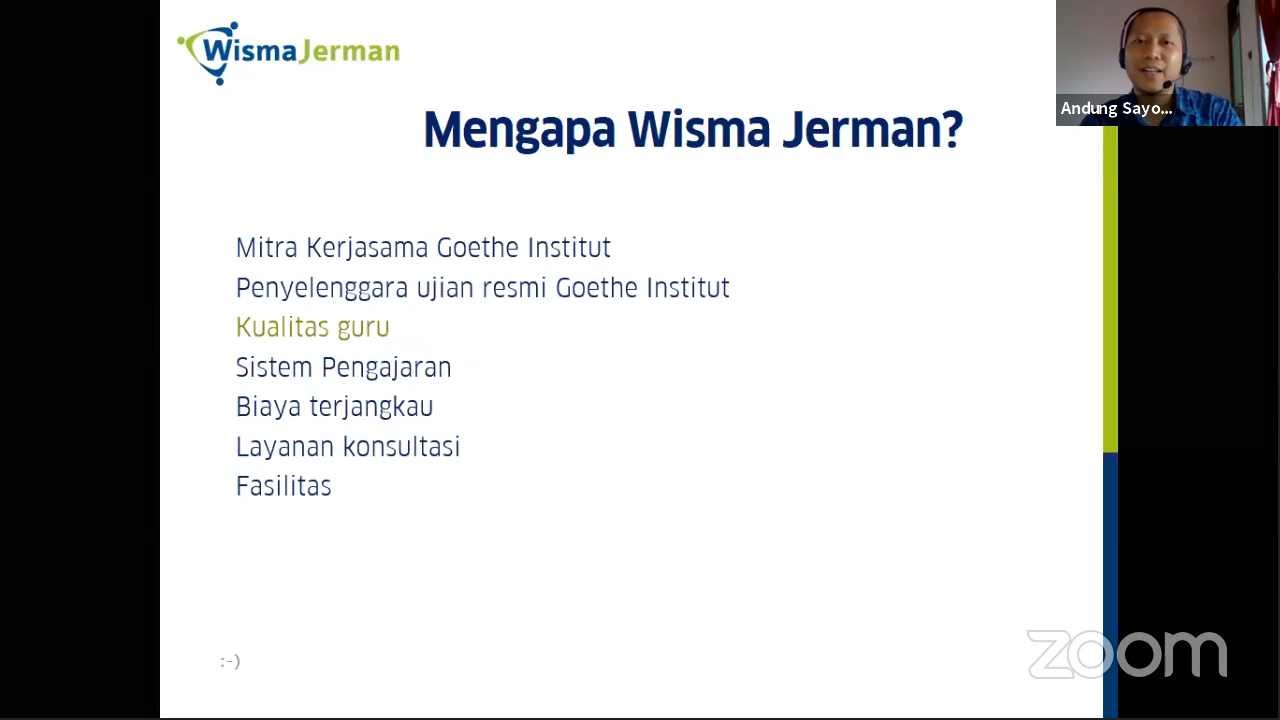 WismaJerman
Andung Sayo...
Mengapa Wisma Jerman?
Mitra Kerjasama Goethe Institut
Penyelenggara ujian resmi Goethe Institut
Kualitas guru
Sistem Pengajaran
Biaya terjangkau
Layanan konsultasi
Fasilitas
:-)
zoom